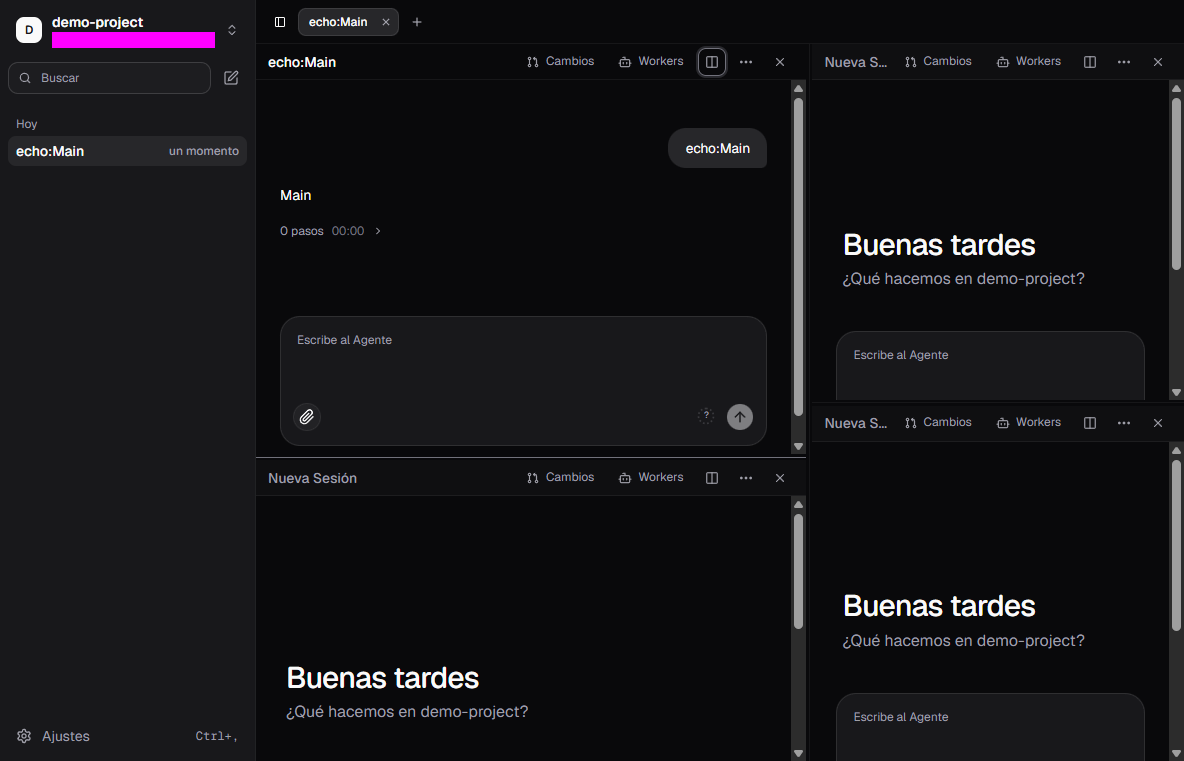 D
demo-project
Buscar
Hoy
echo:Main un momento
Ajustes Ctrl+,
echo:Main
echo:Main Cambios Workers
echo:Main
Main
0 pasos 00:00
Escribe al Agente
?
Nueva Sesión Cambios Workers
Buenas tardes
¿Qué hacemos en demo-project?
Nueva S... Cambios Workers
Buenas tardes
¿Qué hacemos en demo-project?
Escribe al Agente
Nueva S... Cambios Workers
Buenas tardes
¿Qué hacemos en demo-project?
Escribe al Agente